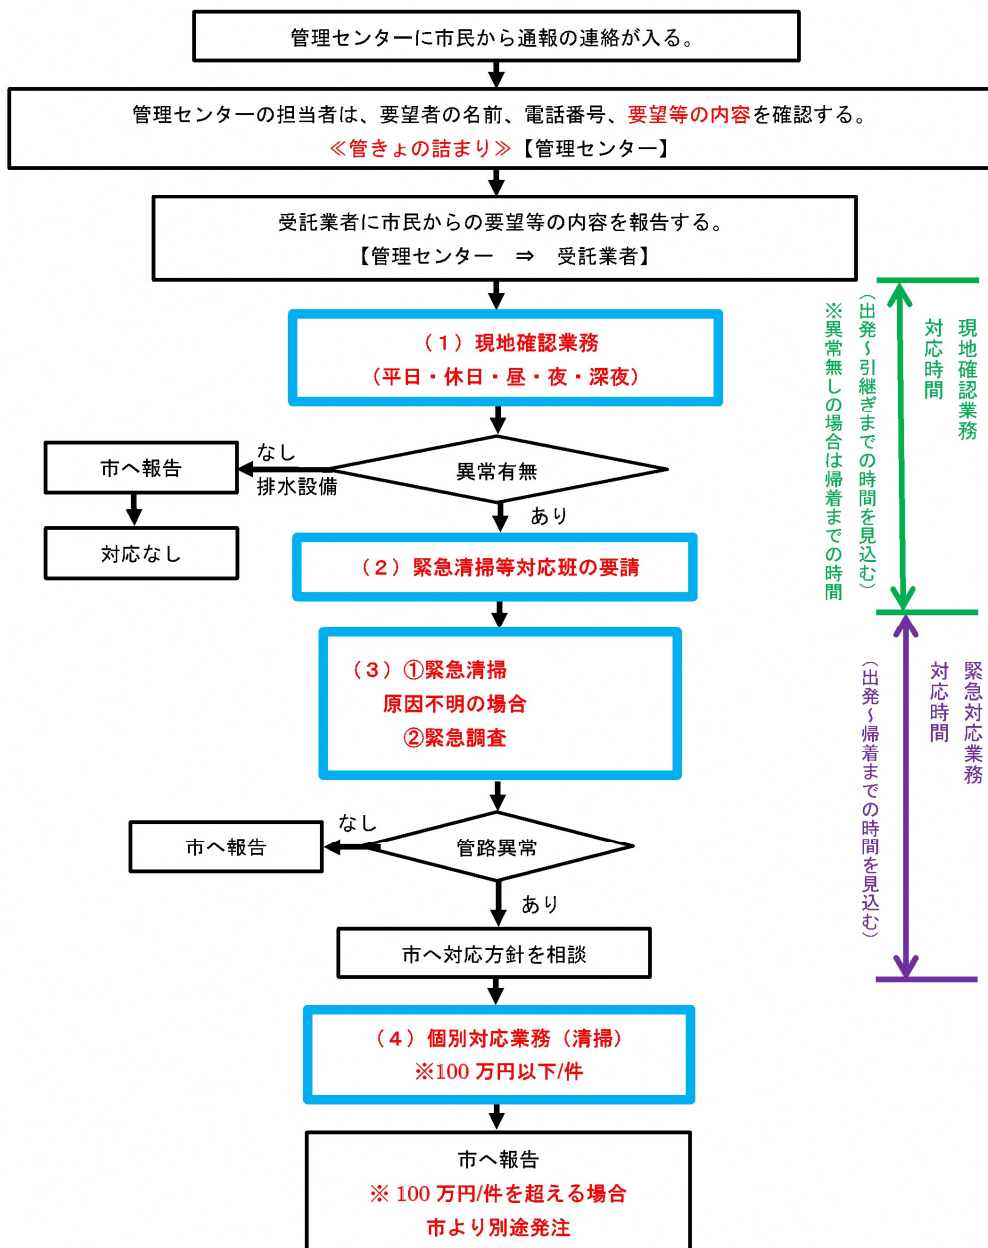 管理センターに市民から通報の連絡が入る。
管理センターの担当者は、要望者の名前、電話番号、要望等の内容を確認する。
≪管きょの詰まり≫【管理センター】
受託業者に市民からの要望等の内容を報告する。
【管理センター ⇒ 受託業者】
（１）現地確認業務
（平日・休日・昼・夜・深夜）
異常有無
なし
排水設備
市へ報告
対応なし
あり
（２）緊急清掃等対応班の要請
（３）①緊急清掃
原因不明の場合
②緊急調査
管路異常
なし
市へ報告
あり
市へ対応方針を相談
（４）個別対応業務（清掃）
※100 万円以下/件
市へ報告
※ 100 万円/件を超える場合
市より別途発注
現地確認業務
対応時間
（出発～引継ぎまでの時間を見込む）
※異常無しの場合は帰着までの時間
緊急対応業務
対応時間
（出発～帰着までの時間を見込む）